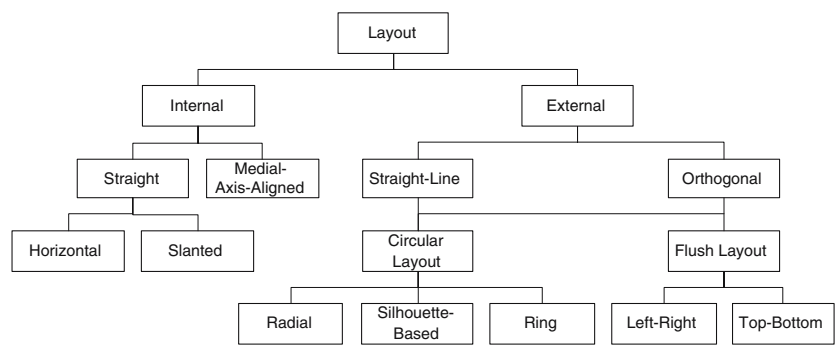 Layout
Internal
External
Straight
Medial-
Axis-Aligned
Straight-Line
Orthogonal
Horizontal
Slanted
Circular
Layout
Flush Layout
Radial
Silhouette-
Based
Ring
Left-Right
Top-Bottom